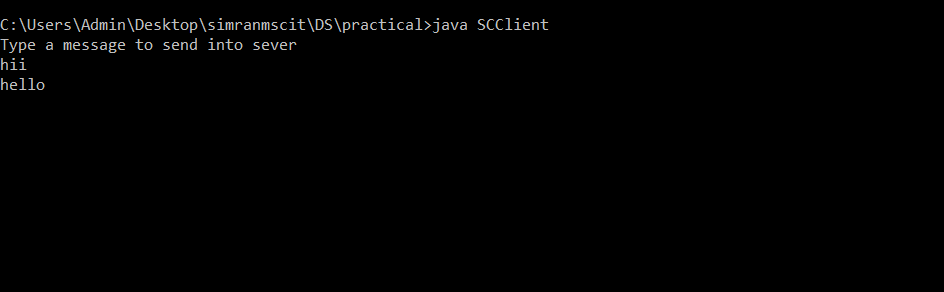 C:\Users\Admin\Desktop\simranmscit\DS\practical>java SCClient
Type a message to send into sever
hii
hello